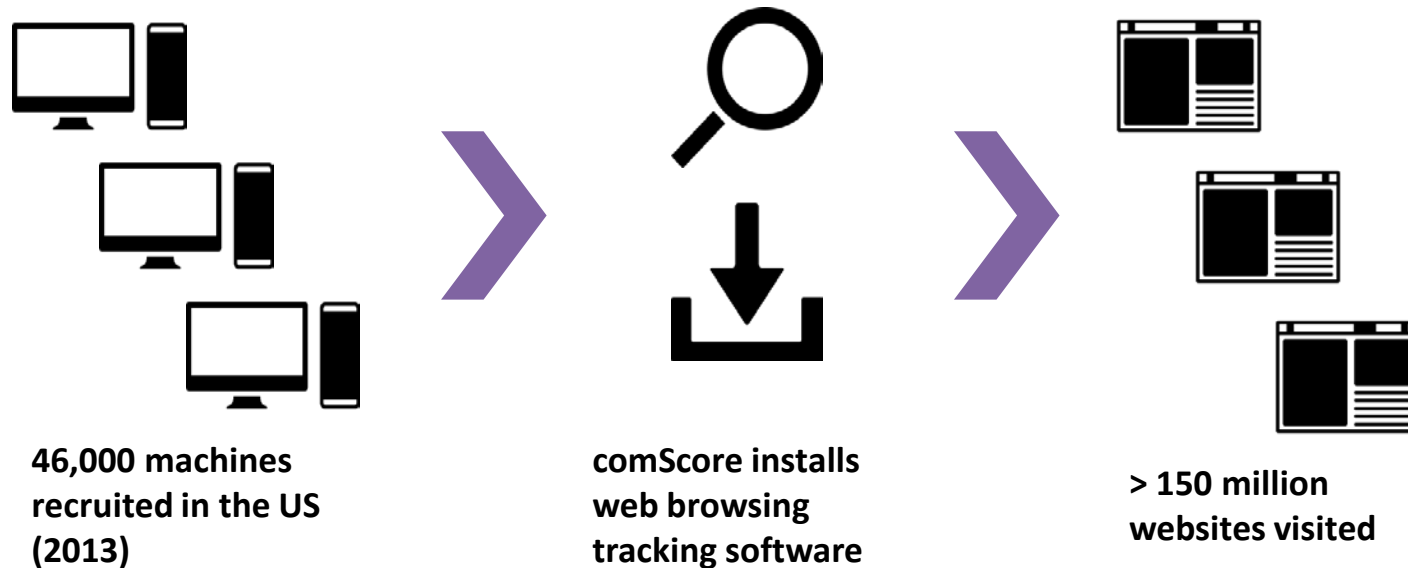 46,000 machines
recruited in the US
(2013)
comScore installs
web browsing
tracking software
> 150 million
websites visited